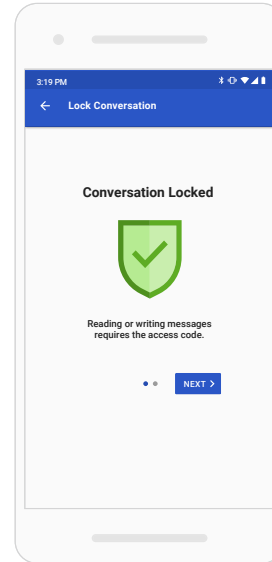 3:19 PM
Lock Conversation
Conversation Locked
Reading or writing messages
requires the access code.
NEXT